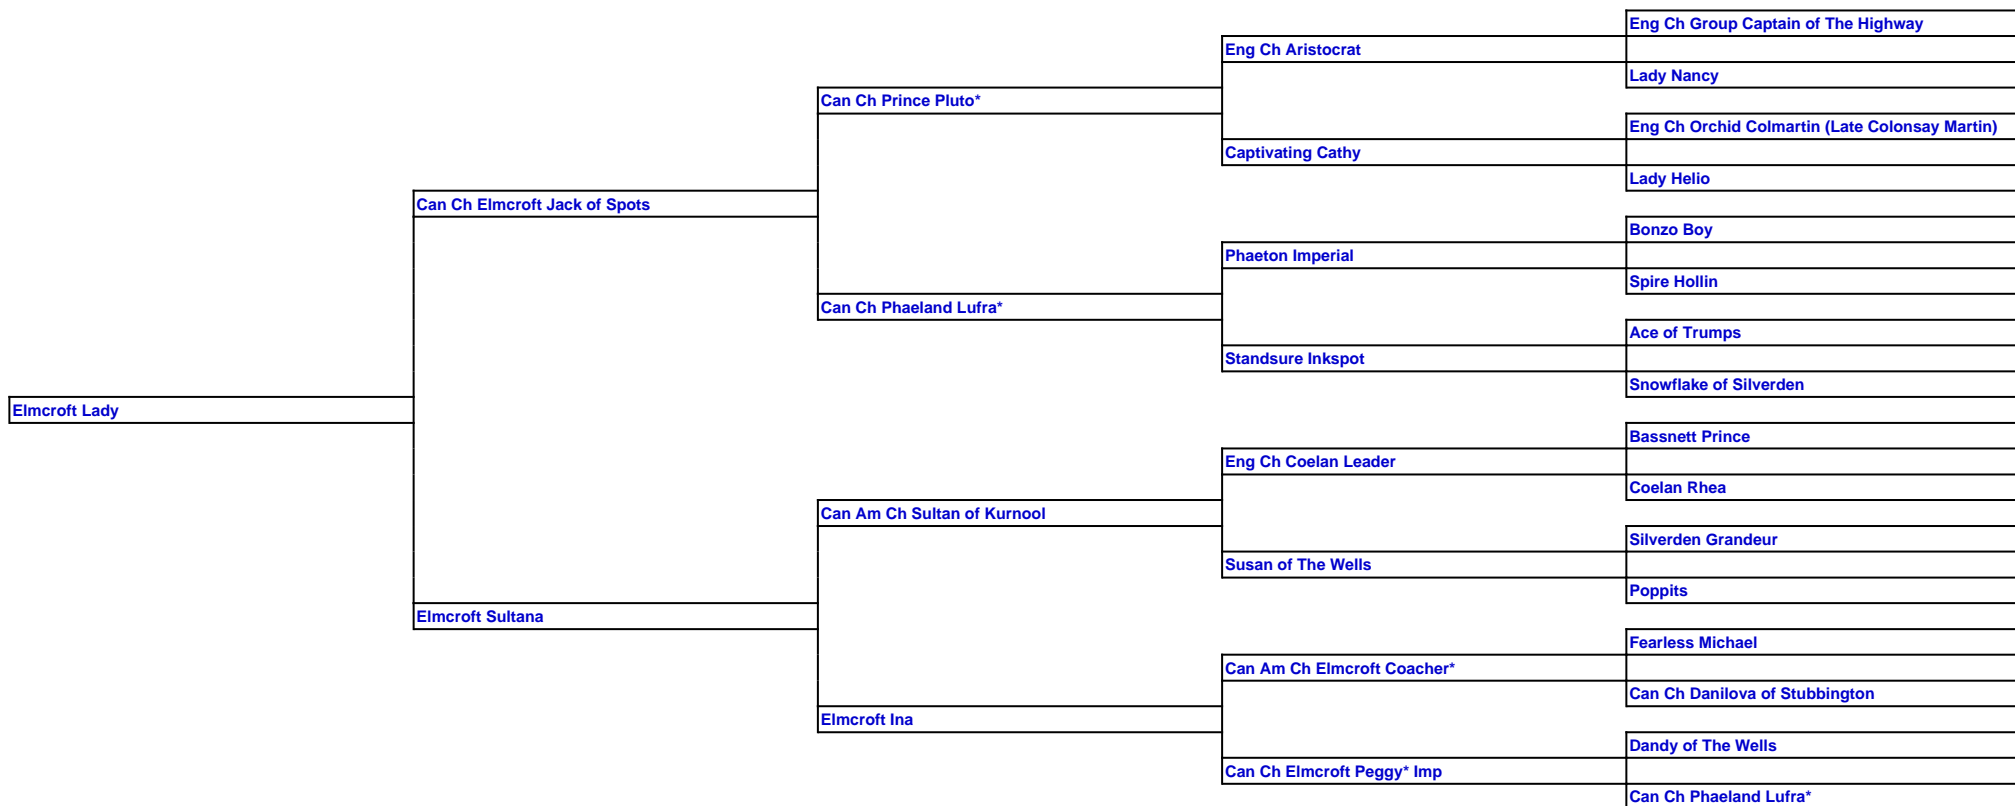 Eng Ch Group Captain of The Highway
Eng Ch Aristocrat
Lady Nancy
Can Ch Prince Pluto*
Eng Ch Orchid Colmartin (Late Colonsay Martin)
Captivating Cathy
Lady Helio
Can Ch Elmcroft Jack of Spots
Bonzo Boy
Phaeton Imperial
Spire Hollin
Can Ch Phaeland Lufra*
Ace of Trumps
Standsure Inkspot
Snowflake of Silverden
Elmcroft Lady
Bassnett Prince
Eng Ch Coelan Leader
Coelan Rhea
Can Am Ch Sultan of Kurnool
Silverden Grandeur
Susan of The Wells
Poppits
Elmcroft Sultana
Fearless Michael
Can Am Ch Elmcroft Coacher*
Can Ch Danilova of Stubbington
Elmcroft Ina
Dandy of The Wells
Can Ch Elmcroft Peggy* Imp
Can Ch Phaeland Lufra*